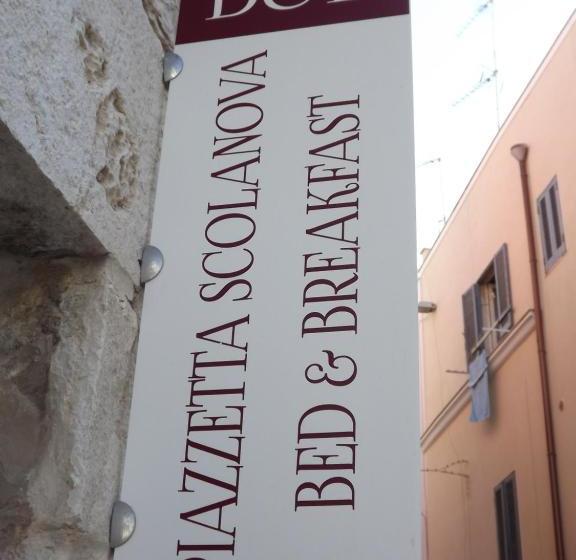 PIAZZETTA SCOLANOVA
BED & BREAKFAST